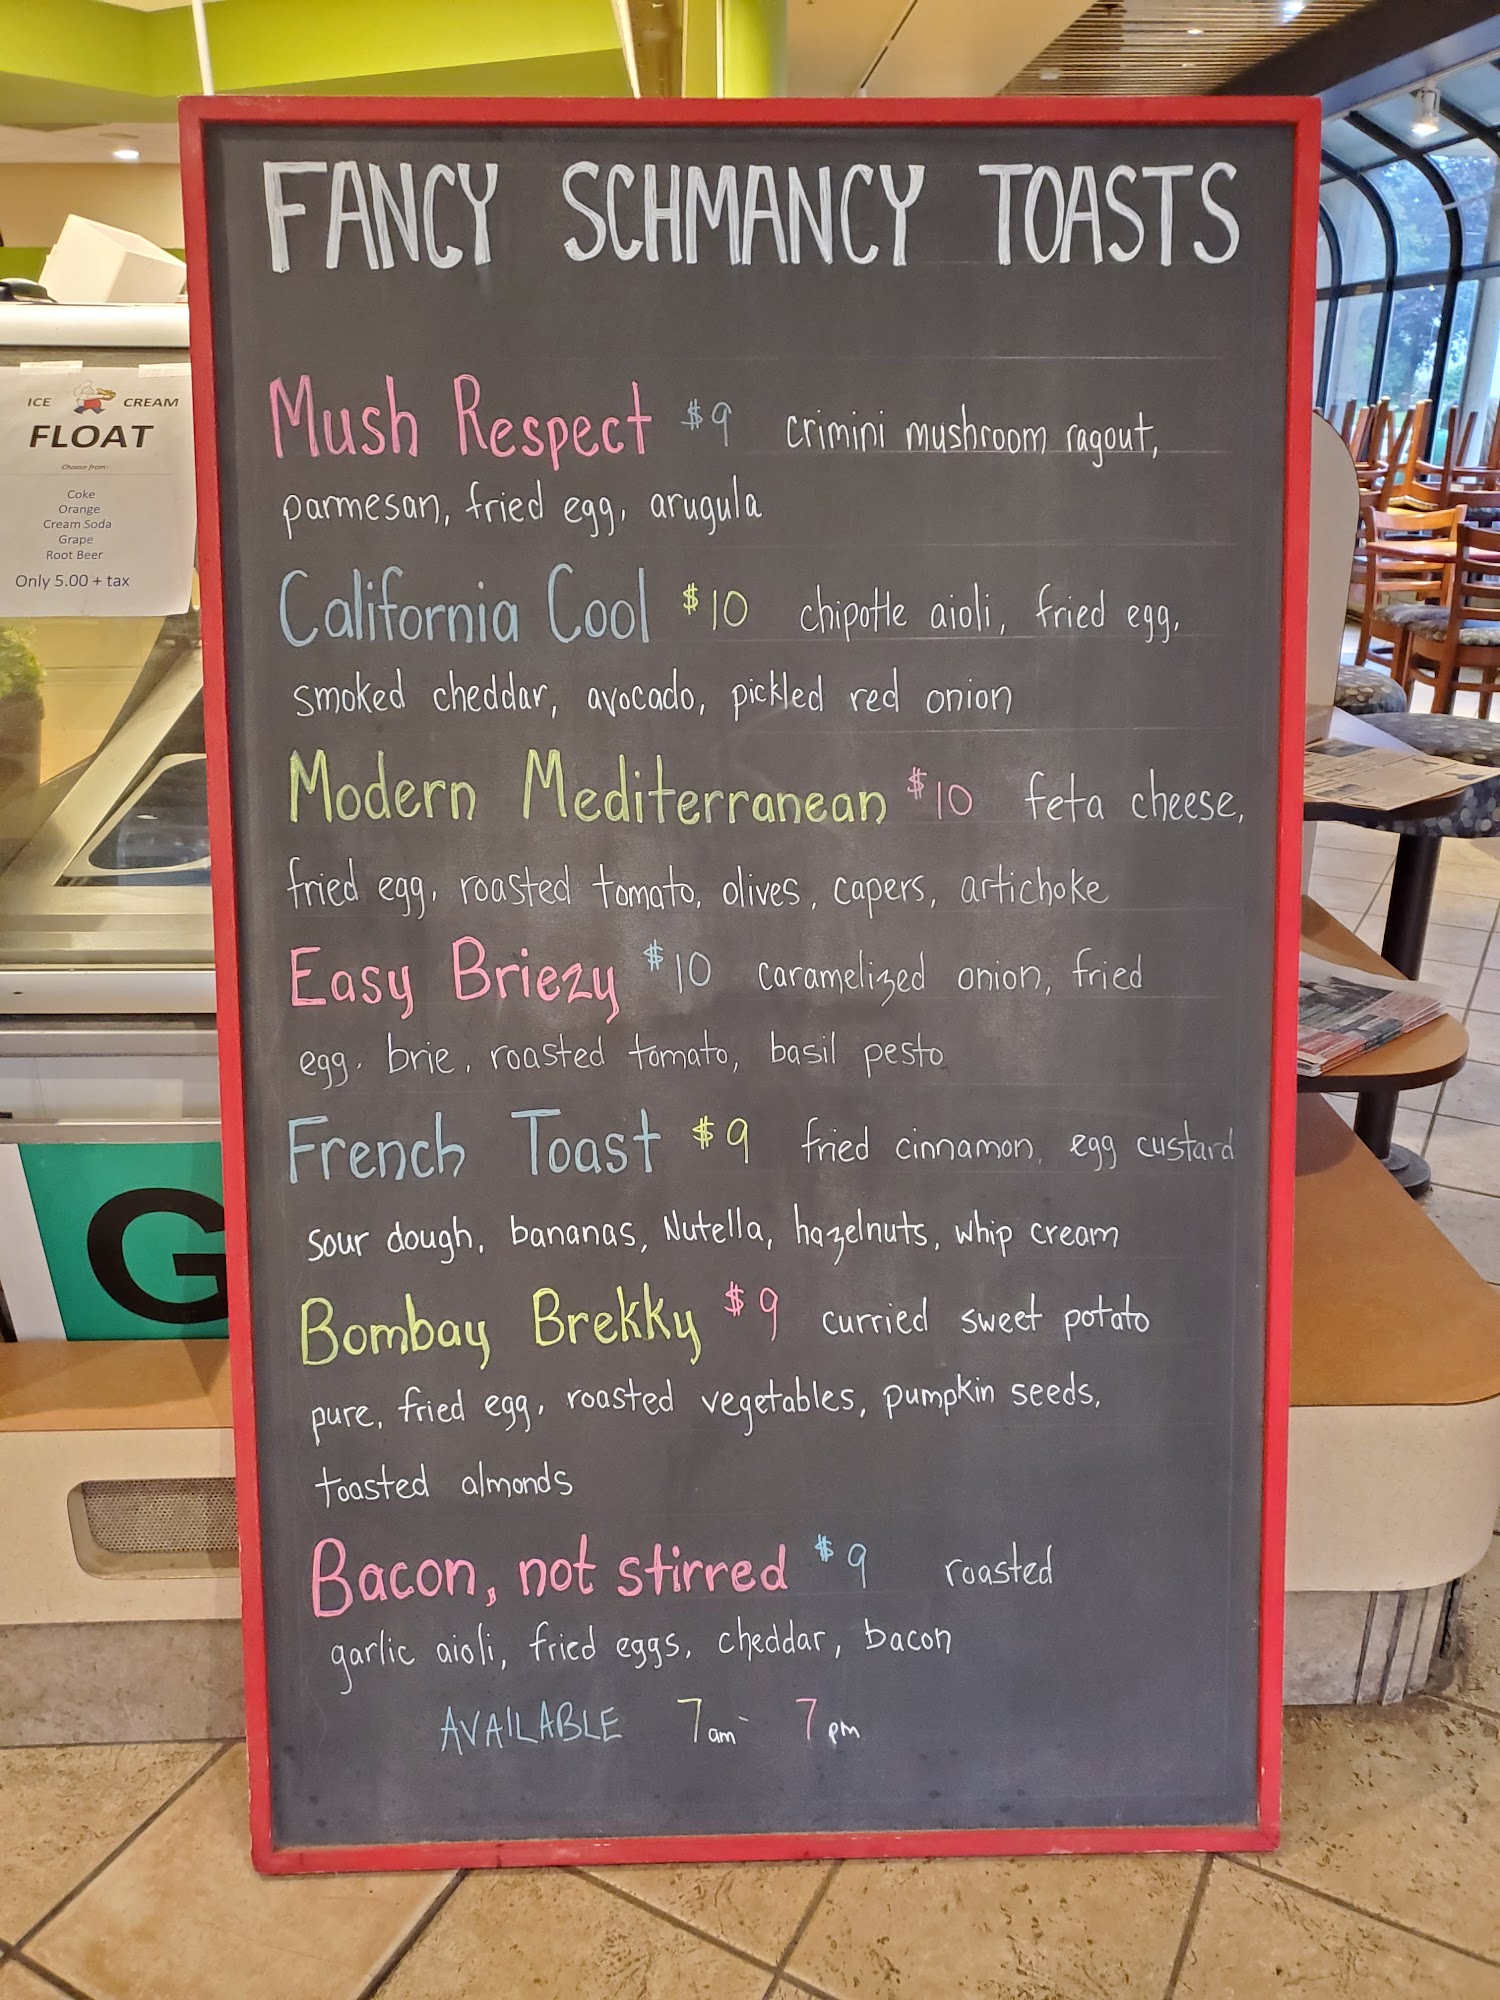 FANCY SCHMANCY TOASTS
Mush Respect $9 crimini mushroom ragout,
parmesan, fried egg, arugula
California Cool $10 chipotle aioli, fried egg,
smoked cheddar, avocado, pickled red onion
Modern Mediterranean $10 feta cheese,
fried egg, roasted tomato, olives, capers, artichoke
Easy Briezy $10 caramelized onion, fried
egg, brie, roasted tomato, basil pesto
French Toast $9 fried cinnamon, egg custard
sour dough, bananas, Nutella, hazelnuts, whip cream
Bombay Brekky $9 curried sweet potato
pure, fried egg, roasted vegetables, pumpkin seeds,
toasted almonds
Bacon, not stirred $9 roasted
garlic aioli, fried eggs, cheddar, bacon
AVAILABLE 7am - 7pm
ICE CREAM
FLOAT
Choose from:
Coke
Orange
Cream Soda
Grape
Root Beer
Only 5.00 + tax
G